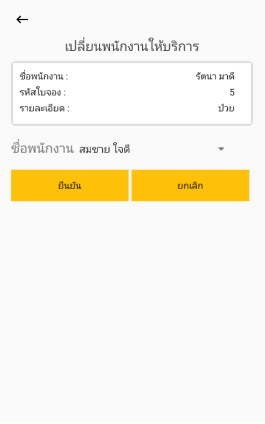 เปลี่ยนพนักงานให้บริการ
ชื่อพนักงาน : รัตนา มาดี
รหัสใบจอง : 5
รายละเอียด : ป่วย
ชื่อพนักงาน สมชาย ใจดี
ยืนยัน ยกเลิก